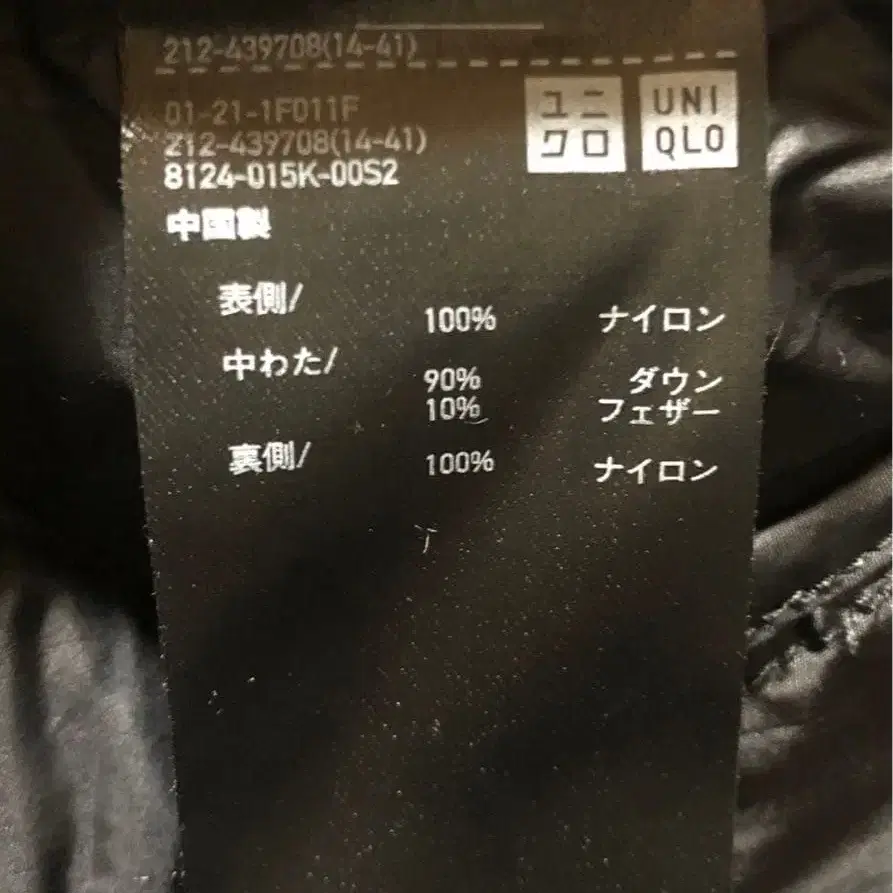 212-439708(14-41)
01-21-1F011F
212-439708(14-41)
8124-015K-00S2
ユニ
クロ
UNI
QLO
中国製
表側/
100% ナイロン
中わた/
90% ダウン
10% フェザー
裏側/
100% ナイロン